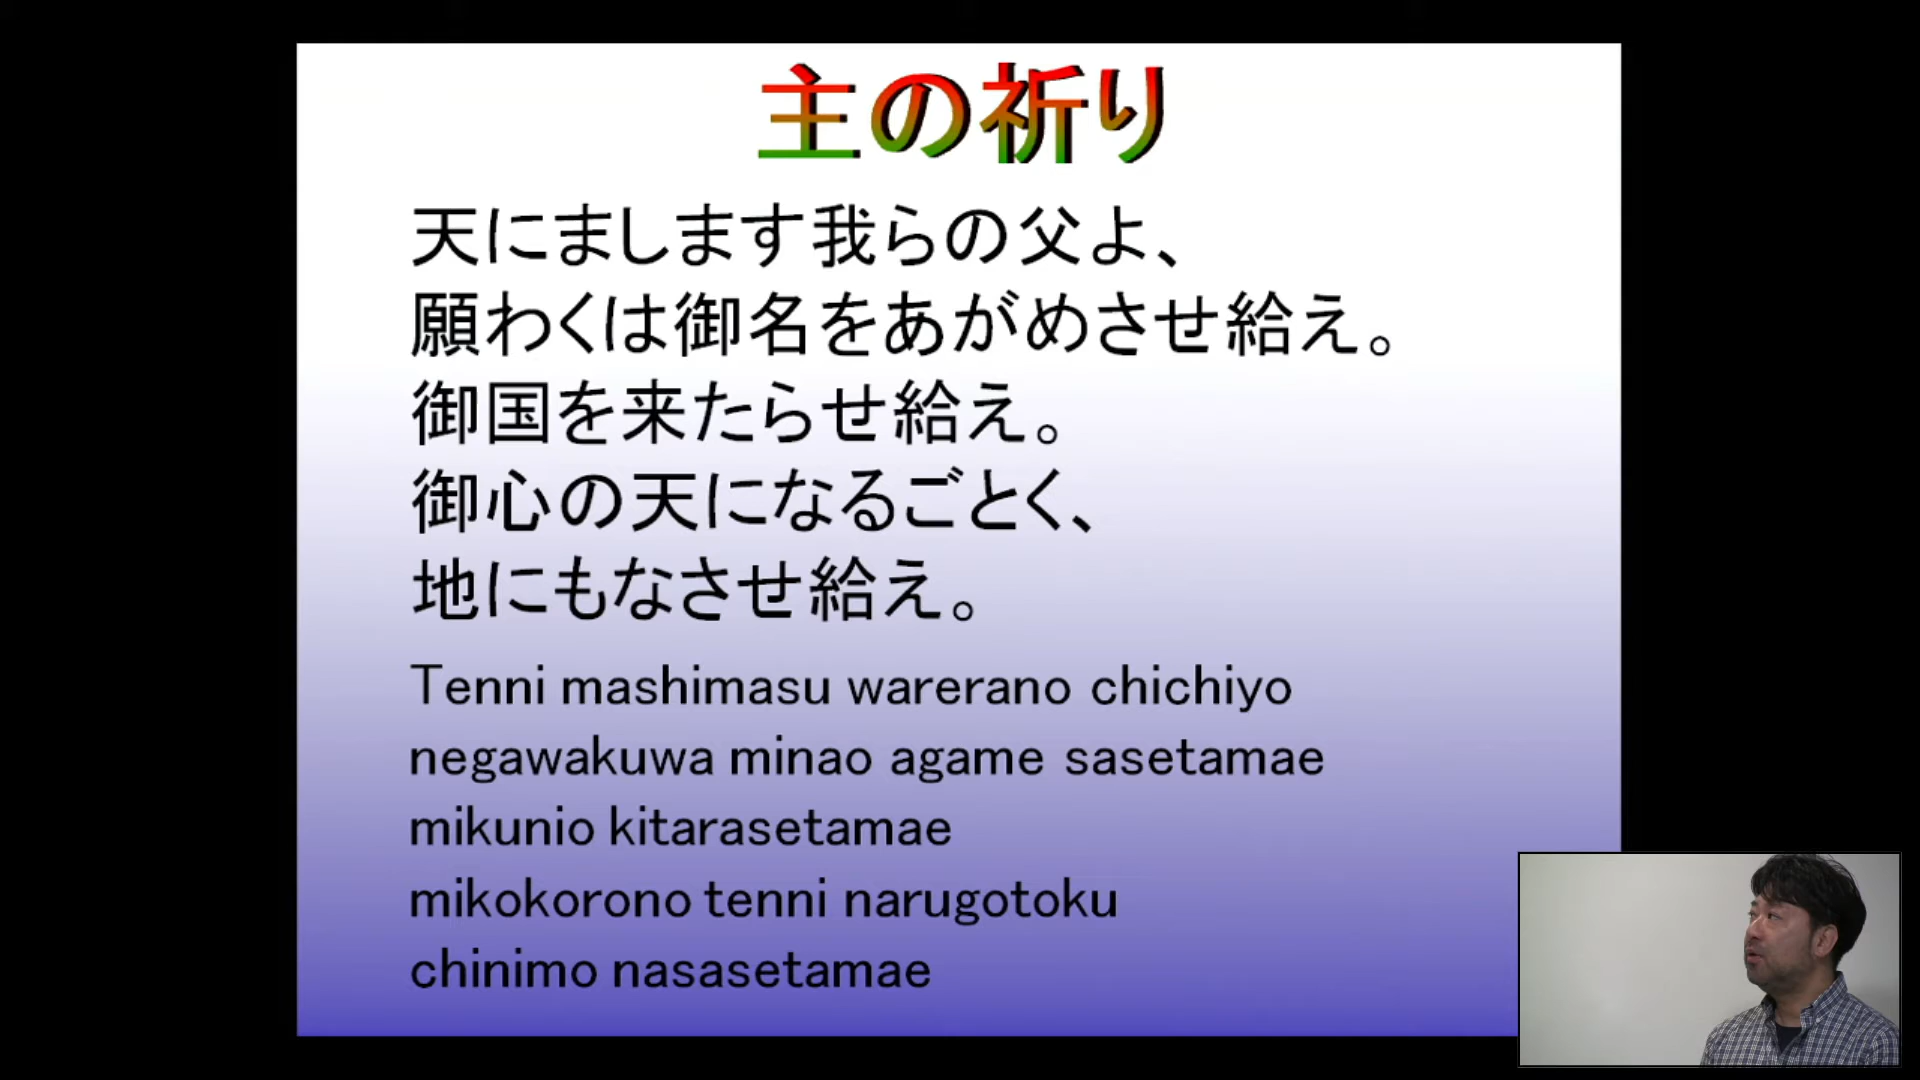 主の祈り
天にまします我らの父よ、
願わくは御名をあがめさせ給え。
御国を来たらせ給え。
御心の天になるごとく、
地にもなさせ給え。
Tenni mashimasu warerano chichiyo
negawakuwa minao agame sasetamae
mikunio kitarasetamae
mikokorono tenni narugotoku
chinimo nasasetamae